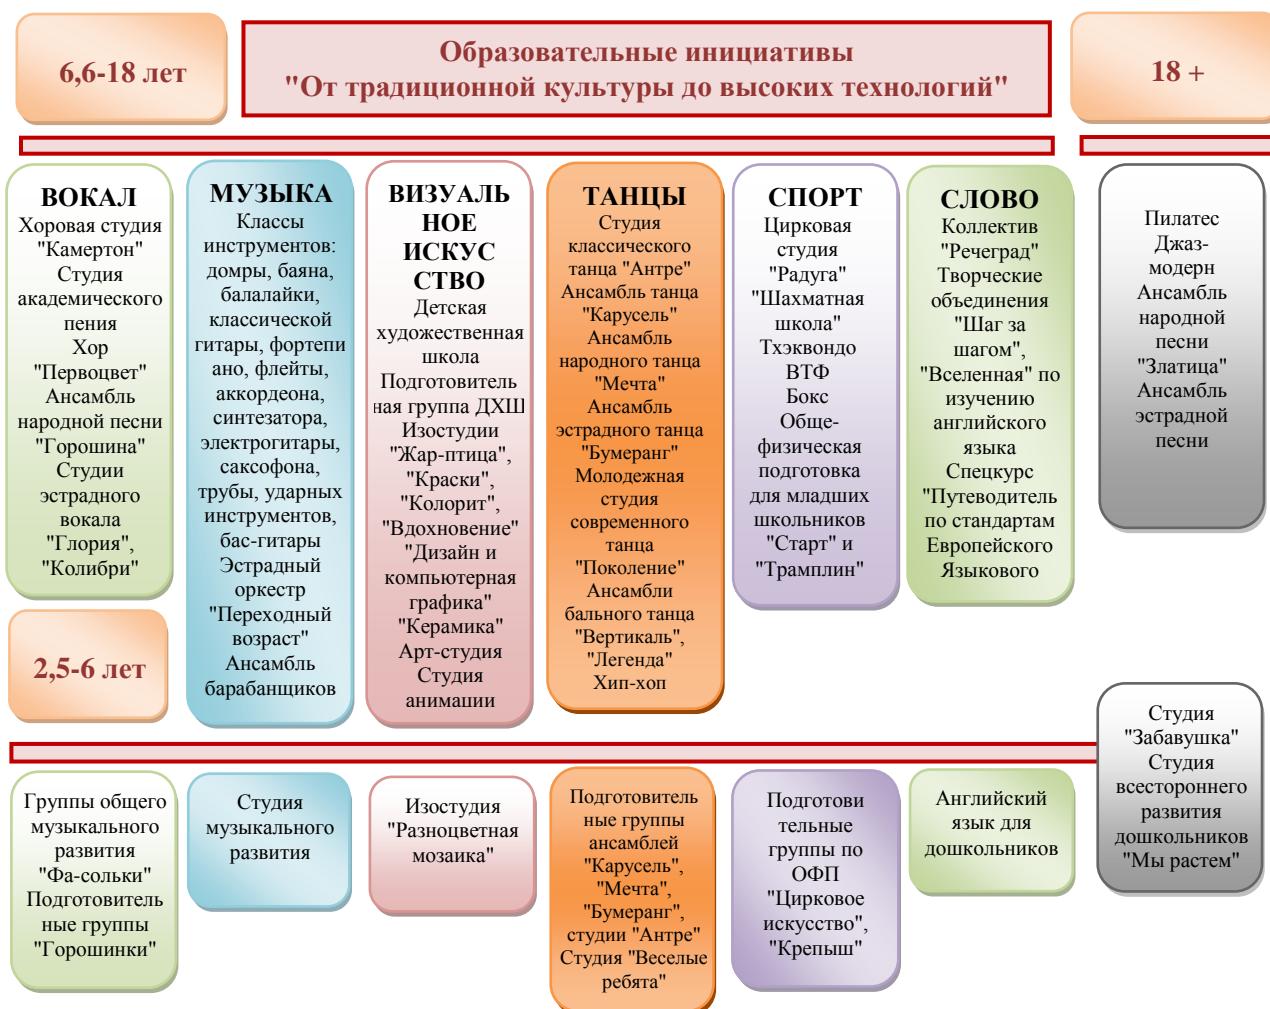 6,6-18 лет
Образовательные инициативы
"От традиционной культуры до высоких технологий"
18 +
ВОКАЛ
Хоровая студия
"Камертон"
Студия
академического
пения
Хор
"Первоцвет"
Ансамбль
народной песни
"Горошина"
Студии
эстрадного
вокала
"Глория",
"Колибри"
МУЗЫКА
Классы
инструментов:
домры, баяна,
балалайки,
классической
гитары, фортепи
ано, флейты,
аккордеона,
синтезатора,
электрогитары,
саксофона,
трубы, ударных
инструментов,
бас-гитары
Эстрадный
оркестр
"Переходный
возраст"
Ансамбль
барабанщиков
ВИЗУАЛЬ
НОЕ
ИСКУС
СТВО
Детская
художественная
школа
Подготовитель
ная группа ДХШ
Изостудии
"Жар-птица",
"Краски",
"Колорит",
"Вдохновение"
"Дизайн и
компьютерная
графика"
"Керамика"
Арт-студия
Студия
анимации
ТАНЦЫ
Студия
классического
танца "Антре"
Ансамбль танца
"Карусель"
Ансамбль
народного танца
"Мечта"
Ансамбль
эстрадного танца
"Бумеранг"
Молодежная
студия
современного
танца
"Поколение"
Ансамбли
бального танца
"Вертикаль",
"Легенда"
Хип-хоп
СПОРТ
Цирковая
студия
"Радуга"
"Шахматная
школа"
Тхэквондо
ВТФ
Бокс
Обще-
физическая
подготовка
для младших
школьников
"Старт" и
"Трамплин"
СЛОВО
Коллектив
"Речеград"
Творческие
объединения
"Шаг за
шагом",
"Вселенная" по
изучению
английского
языка
Спецкурс
"Путеводитель
по стандартам
Европейского
Языкового
Пилатес
Джаз-
модерн
Ансамбль
народной
песни
"Златица"
Ансамбль
эстрадной
песни
2,5-6 лет
Группы общего
музыкального
развития
"Фа-сольки"
Подготовитель
ные группы
"Горошинки"
Студия
музыкального
развития
Изостудия
"Разноцветная
мозаика"
Подготовитель
ные группы
ансамблей
"Карусель",
"Мечта",
"Бумеранг",
студии "Антре"
Студия "Веселые
ребята"
Подготови
тельные
группы по
ОФП
"Цирковое
искусство",
"Крепыш"
Английский
язык для
дошкольников
Студия
"Забавушка"
Студия
всестороннего
развития
дошкольников
"Мы растем"